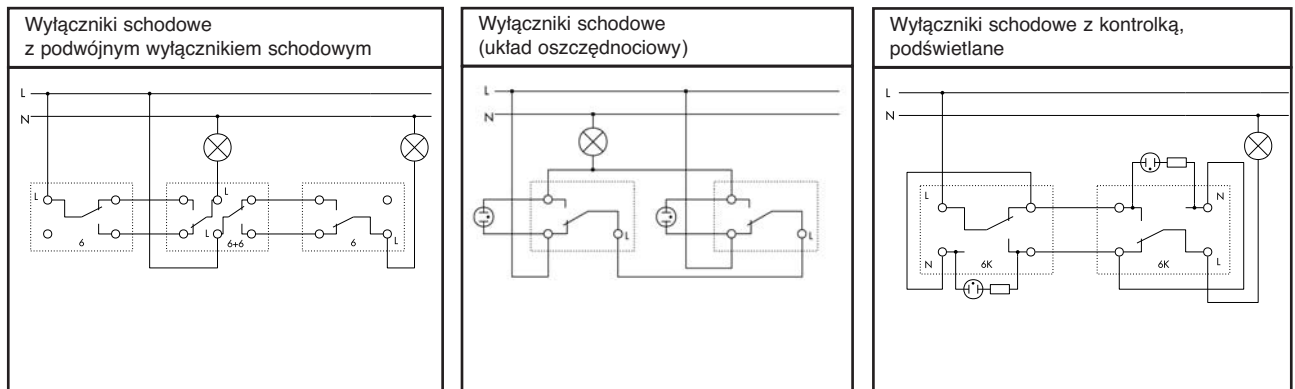 Wyłączniki schodowe
z podwójnym wyłącznikiem schodowym
L
N
L
L
L
L
6
6+6
6
Wyłączniki schodowe
(układ oszczędnociowy)
L
N
L
L
Wyłączniki schodowe z kontrolką,
podświetlane
L
N
L
N
N
L
6K
6K